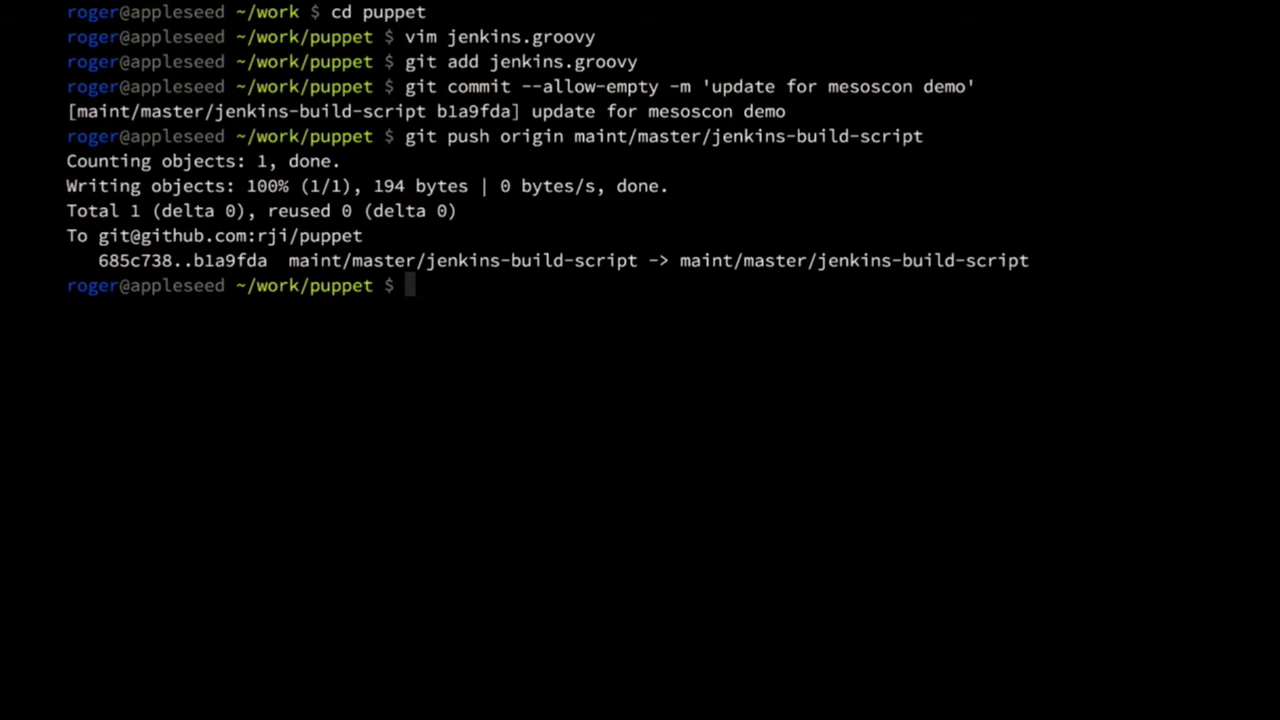 roger@appleseed ~/work $ cd puppet
roger@appleseed ~/work/puppet $ vim jenkins.groovy
roger@appleseed ~/work/puppet $ git add jenkins.groovy
roger@appleseed ~/work/puppet $ git commit --allow-empty -m 'update for mesoscon demo'
[maint/master/jenkins-build-script b1a9fda] update for mesoscon demo
roger@appleseed ~/work/puppet $ git push origin maint/master/jenkins-build-script
Counting objects: 1, done.
Writing objects: 100% (1/1), 194 bytes | 0 bytes/s, done.
Total 1 (delta 0), reused 0 (delta 0)
To git@github.com:rji/puppet
   685c738..b1a9fda  maint/master/jenkins-build-script -> maint/master/jenkins-build-script
roger@appleseed ~/work/puppet $